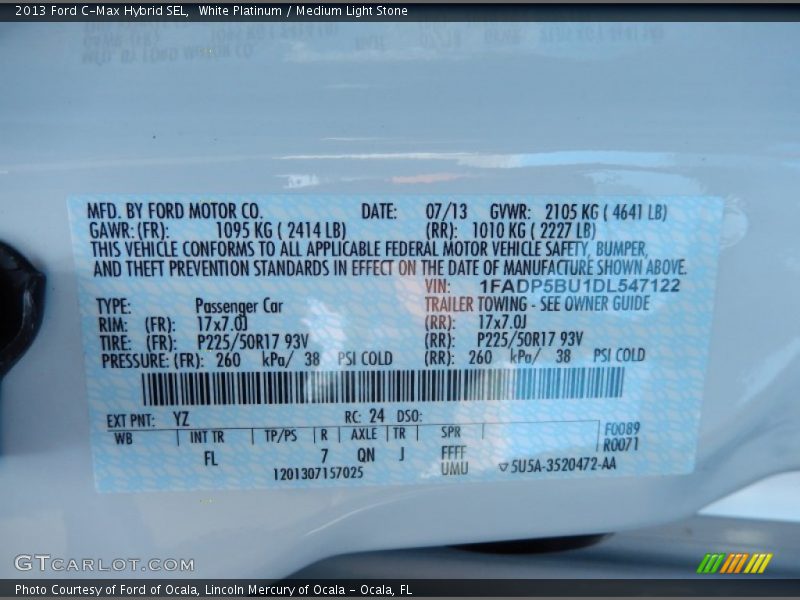 2013 Ford C-Max Hybrid SEL, White Platinum / Medium Light Stone
MFD. BY FORD MOTOR CO. DATE: 07/13 GVWR: 2105 KG ( 4641 LB)
GAWR: (FR): 1095 KG ( 2414 LB) (RR): 1010 KG ( 2227 LB)
THIS VEHICLE CONFORMS TO ALL APPLICABLE FEDERAL MOTOR VEHICLE SAFETY, BUMPER,
AND THEFT PREVENTION STANDARDS IN EFFECT ON THE DATE OF MANUFACTURE SHOWN ABOVE.
VIN: 1FADP5BU1DL547122
TYPE: Passenger Car TRAILER TOWING - SEE OWNER GUIDE
RIM: (FR): 17x7.0J (RR): 17x7.0J
TIRE: (FR): P225/50R17 93V (RR): P225/50R17 93V
PRESSURE: (FR): 260 kPa/ 38 PSI COLD (RR): 260 kPa/ 38 PSI COLD
EXT PNT: YZ RC: 24 DSO:
WB INT TR TP/PS R AXLE TR SPR F0089
R0071
FL 7 QN J FFFF
1201307157025 UMU ▽5U5A-3520472-AA
GTCARLOT.COM
Photo Courtesy of Ford of Ocala, Lincoln Mercury of Ocala - Ocala, FL